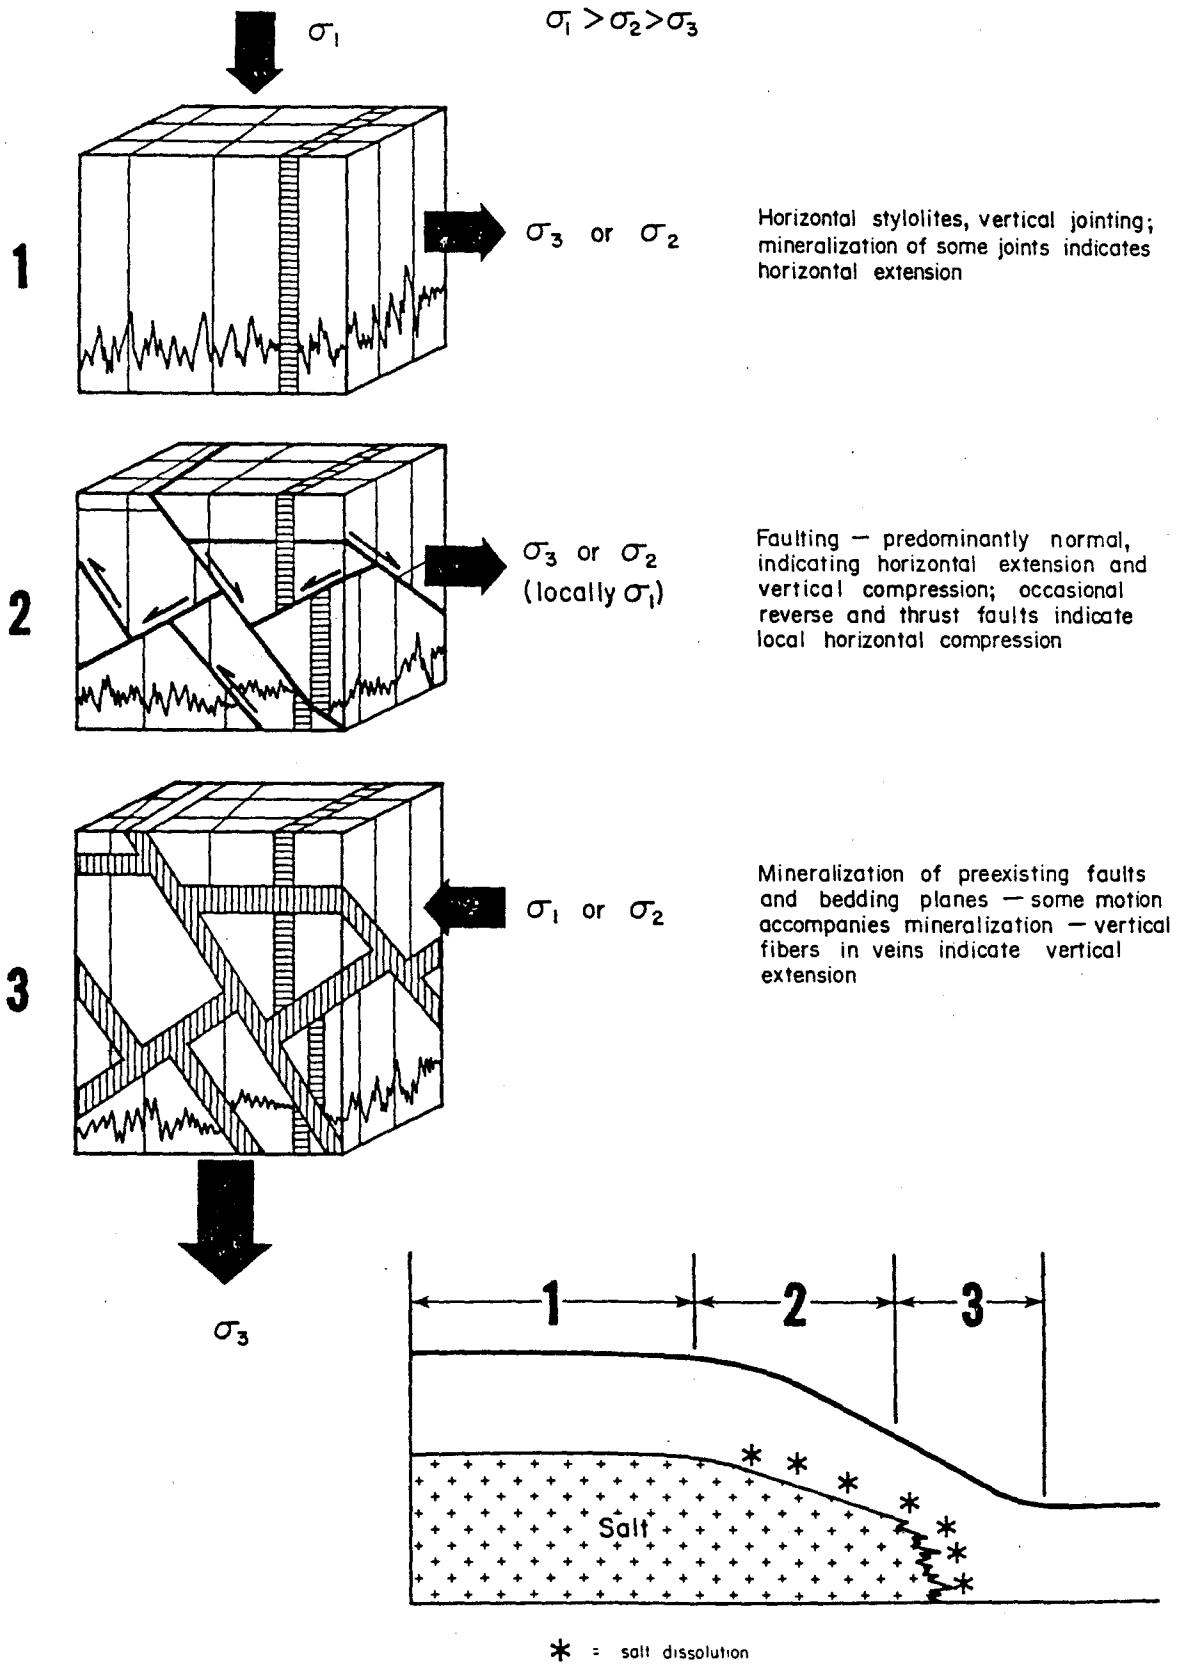 σ₁
σ₁ > σ₂ > σ₃
1
σ₃ or σ₂
Horizontal stylolites, vertical jointing;
mineralization of some joints indicates
horizontal extension
2
σ₃ or σ₂
(locally σ₁)
Faulting — predominantly normal,
indicating horizontal extension and
vertical compression; occasional
reverse and thrust faults indicate
local horizontal compression
3
σ₁ or σ₂
Mineralization of preexisting faults
and bedding planes — some motion
accompanies mineralization — vertical
fibers in veins indicate vertical
extension
σ₃
1 2 3
Salt
* = salt dissolution